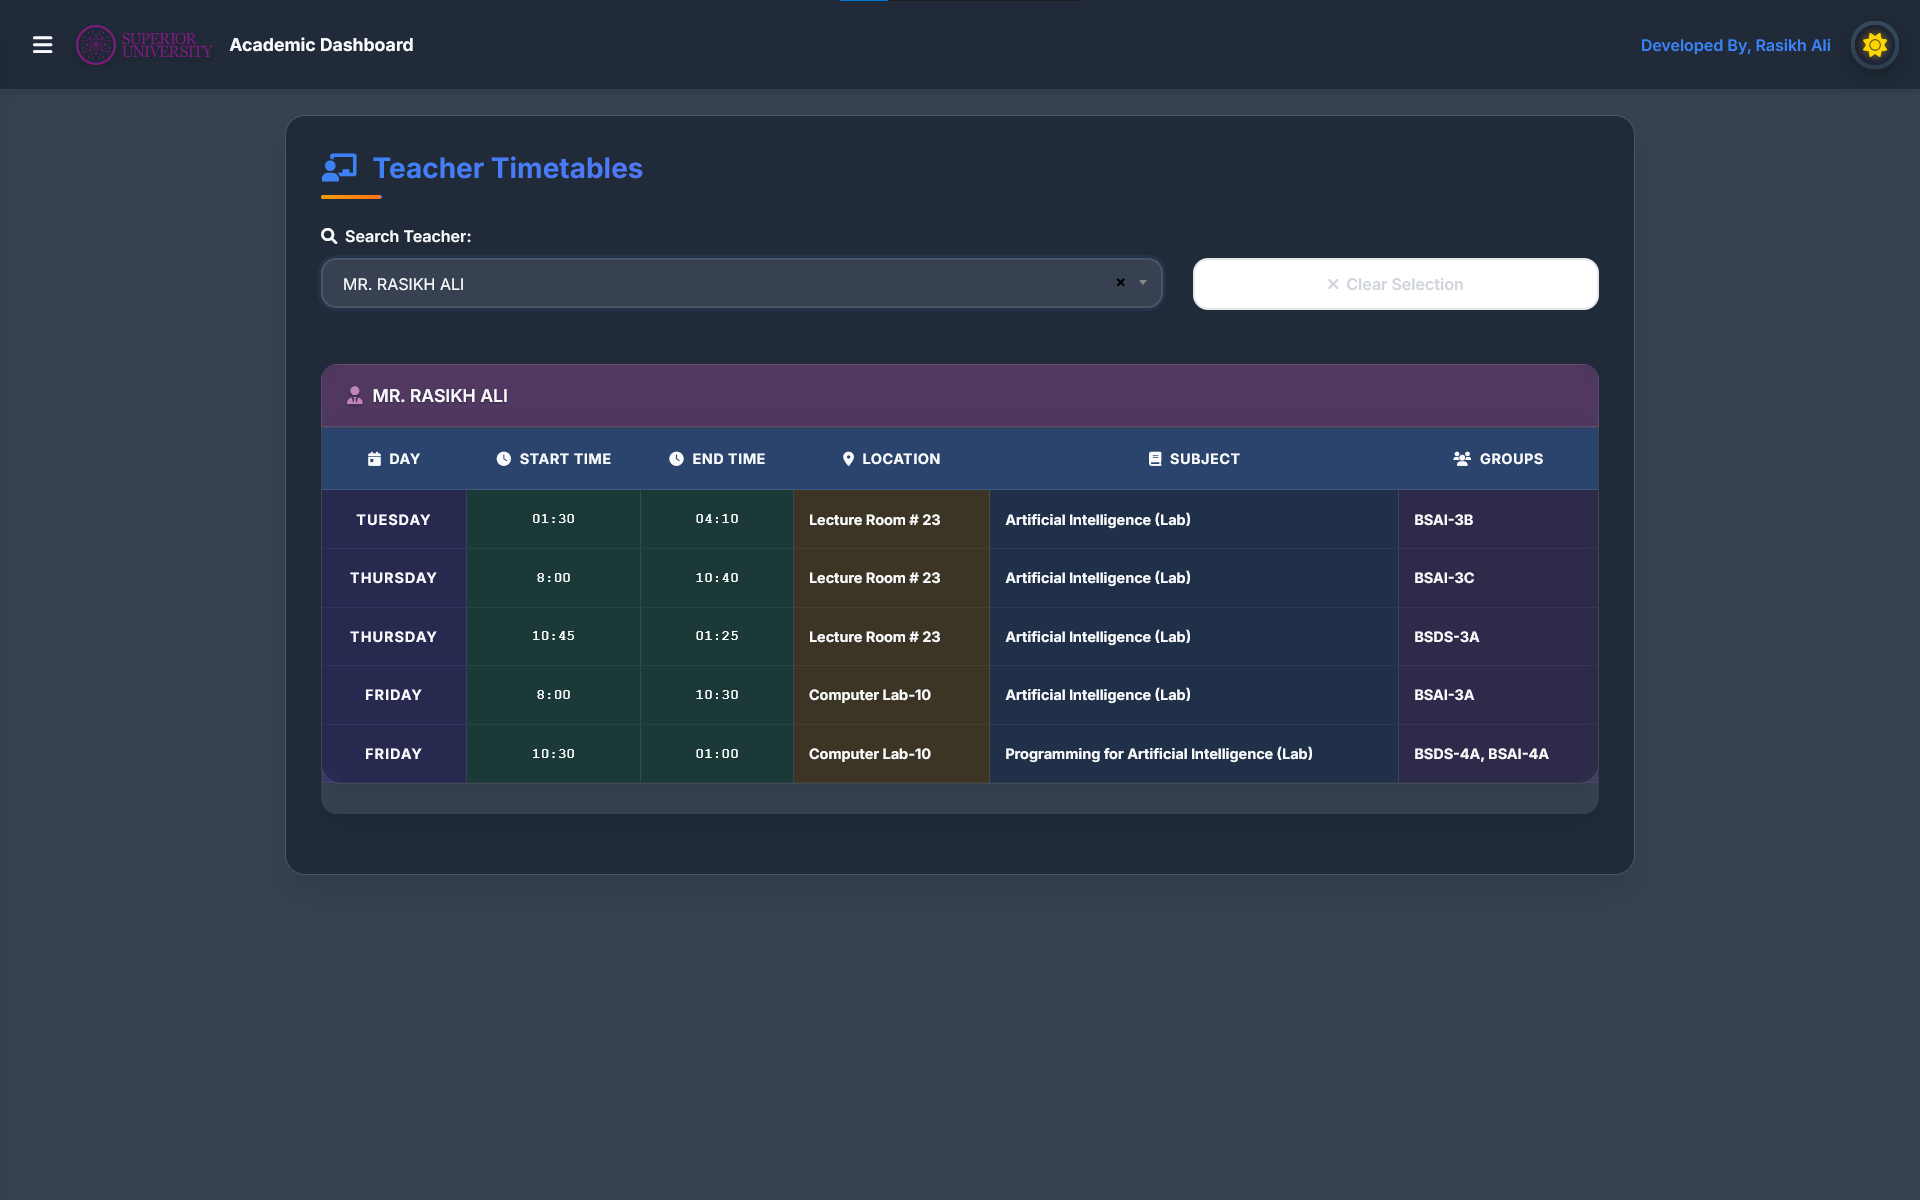 SUPERIOR
UNIVERSITY
Academic Dashboard
Developed By, Rasikh Ali
Teacher Timetables
Search Teacher:
MR. RASIKH ALI
Clear Selection
MR. RASIKH ALI
DAY START TIME END TIME LOCATION SUBJECT GROUPS
TUESDAY 01:30 04:10 Lecture Room # 23 Artificial Intelligence (Lab) BSAI-3B
THURSDAY 8:00 10:40 Lecture Room # 23 Artificial Intelligence (Lab) BSAI-3C
THURSDAY 10:45 01:25 Lecture Room # 23 Artificial Intelligence (Lab) BSDS-3A
FRIDAY 8:00 10:30 Computer Lab-10 Artificial Intelligence (Lab) BSAI-3A
FRIDAY 10:30 01:00 Computer Lab-10 Programming for Artificial Intelligence (Lab) BSDS-4A, BSAI-4A